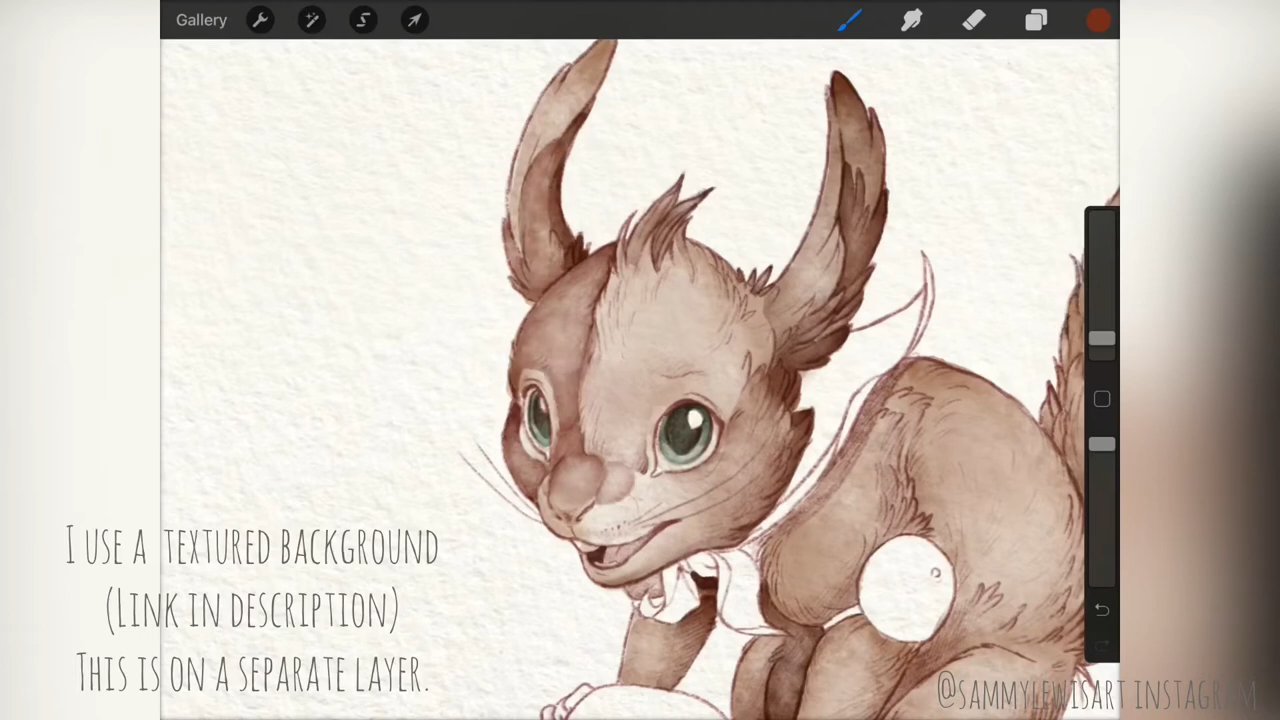 Gallery
I USE A TEXTURED BACKGROUND
(LINK IN DESCRIPTION)
THIS IS ON A SEPARATE LAYER.
@SAMMYLEWISART INSTAGRAM